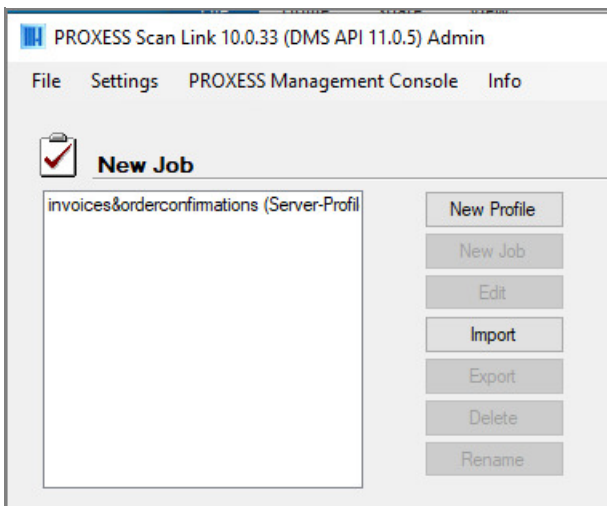 PROXESS Scan Link 10.0.33 (DMS API 11.0.5) Admin
File Settings PROXESS Management Console Info
New Job
invoices&orderconfirmations (Server-Profil
New Profile
New Job
Edit
Import
Export
Delete
Rename